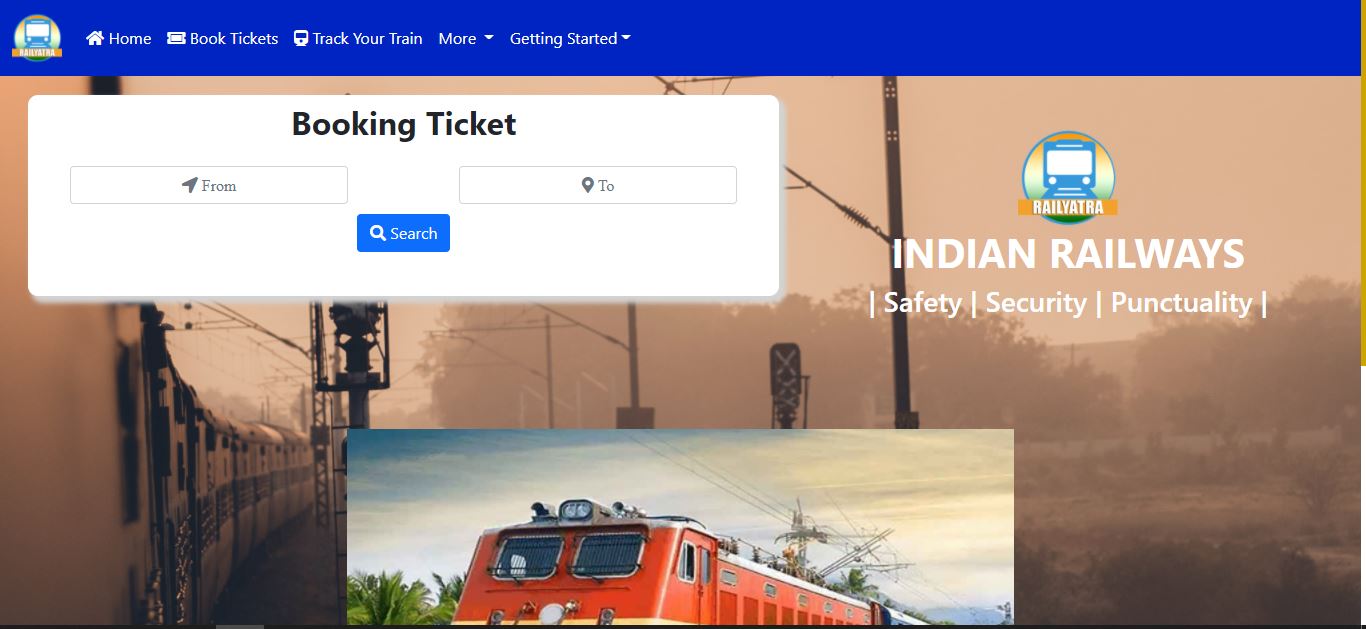 RAILYATRA
Home Book Tickets Track Your Train More Getting Started
Booking Ticket
From To
Search
RAILYATRA
INDIAN RAILWAYS
| Safety | Security | Punctuality |